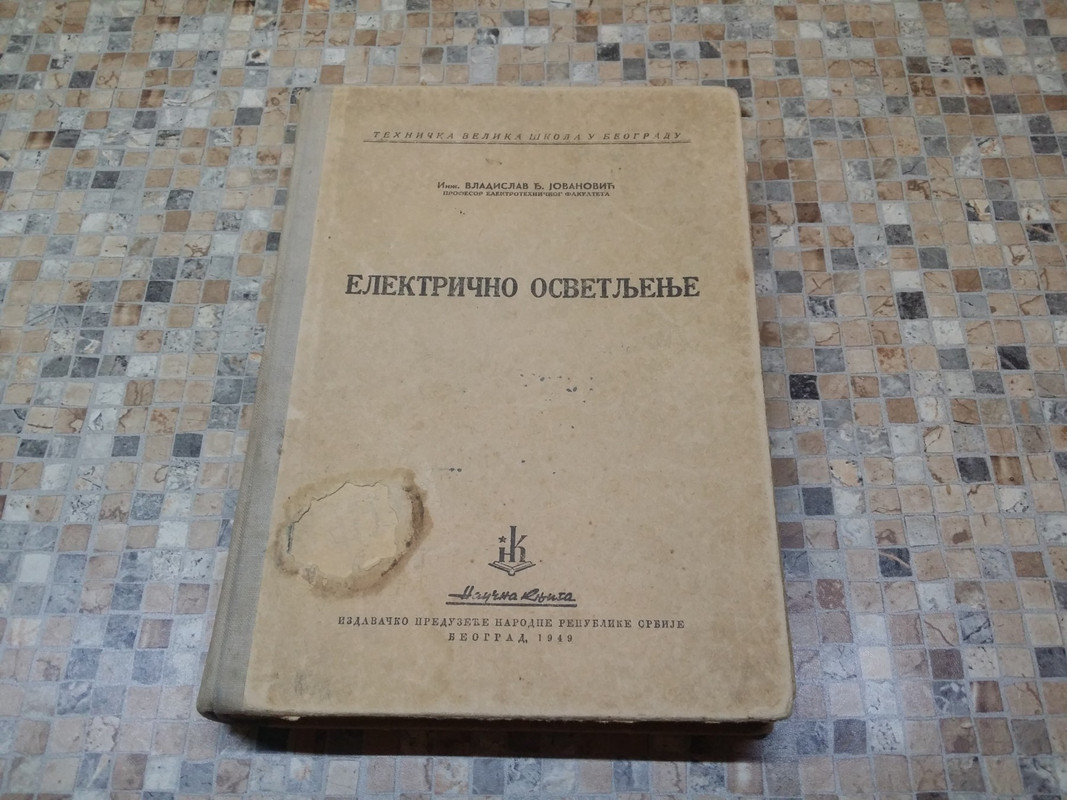 ТЕХНИЧКА ВЕЛИКА ШКОЛА У БЕОГРАДУ
Инж. ВЛАДИСЛАВ Ђ. ЈОВАНОВИЋ
ПРОФЕСОР ЕЛЕКТРОТЕХНИЧКОГ ФАКУЛТЕТА
ЕЛЕКТРИЧНО ОСВЕТЉЕЊЕ
нк
Научна књига
ИЗДАВАЧКО ПРЕДУЗЕЋЕ НАРОДНЕ РЕПУБЛИКЕ СРБИЈЕ
БЕОГРАД, 1949